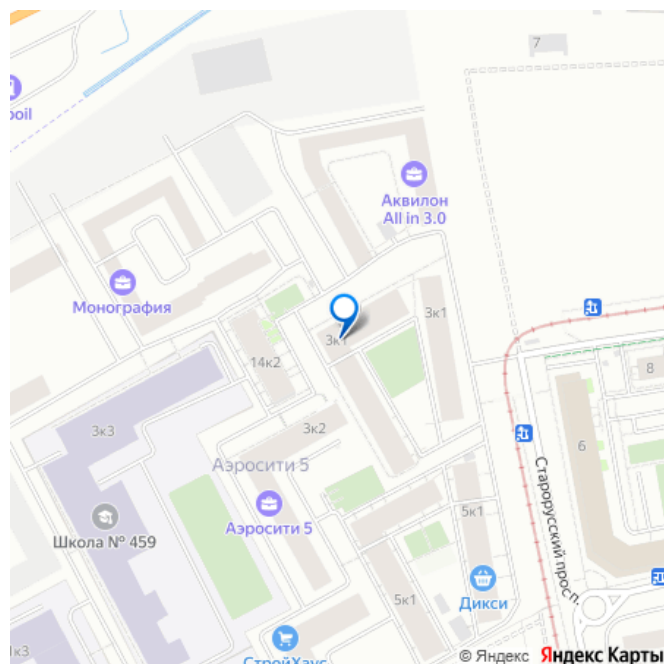 7
oil
Аквилон
All in 3.0
Монография
3к1
3к1
14к2
8
3к3
3к2
6
Аэросити 5
Аэросити 5
Школа № 459
5к1
Старорусский просп.
Дикси
5к1
1к3
СтройХаус
© Яндекс Яндекс Карты